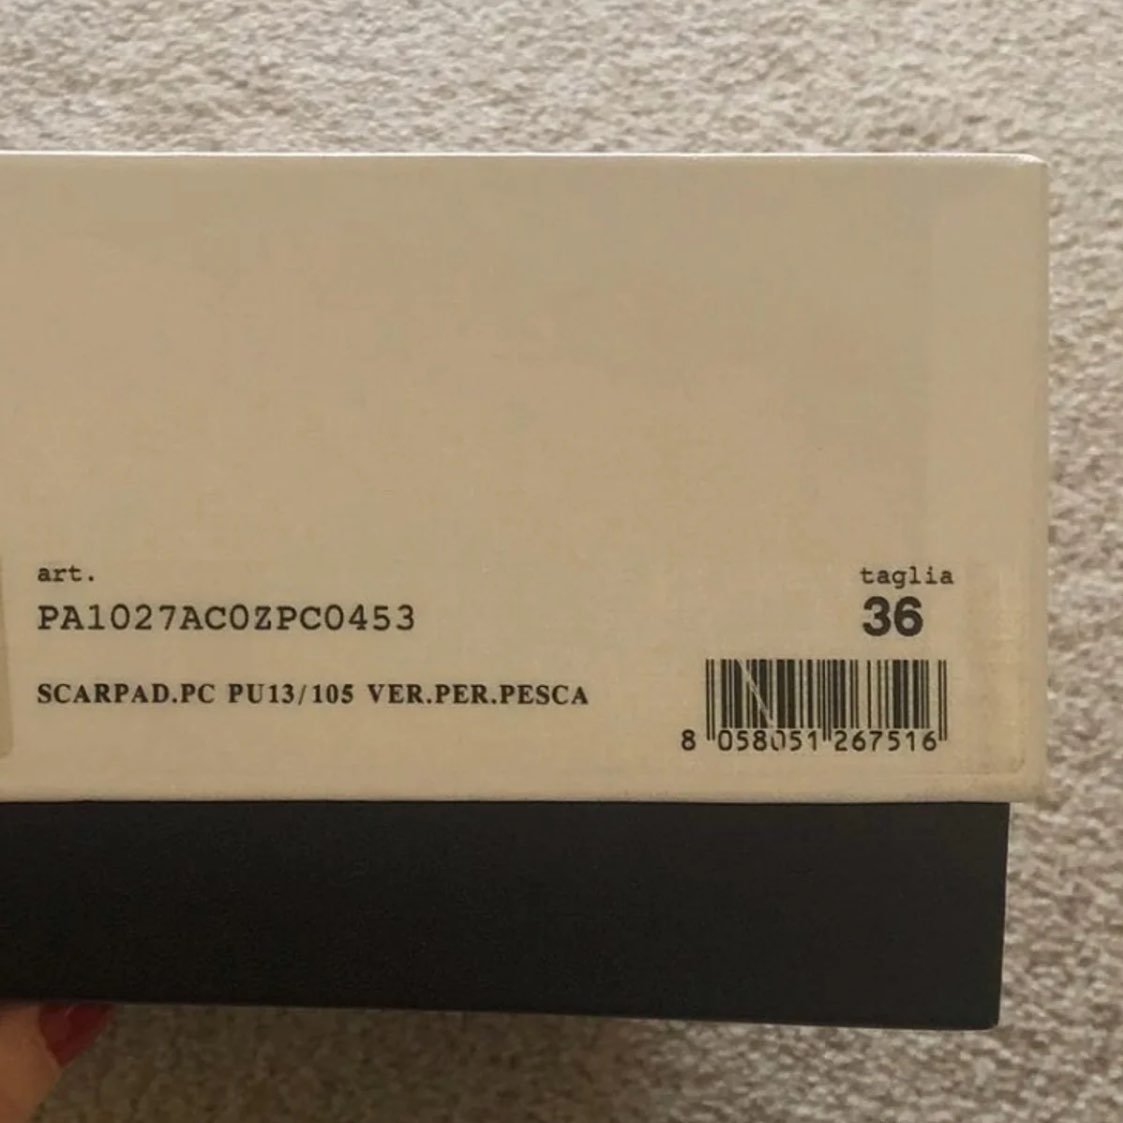 art.
PA1027AC0ZPC0453
SCARPAD.PC PU13/105 VER.PER.PESCA
taglia
36
8 058051 267516